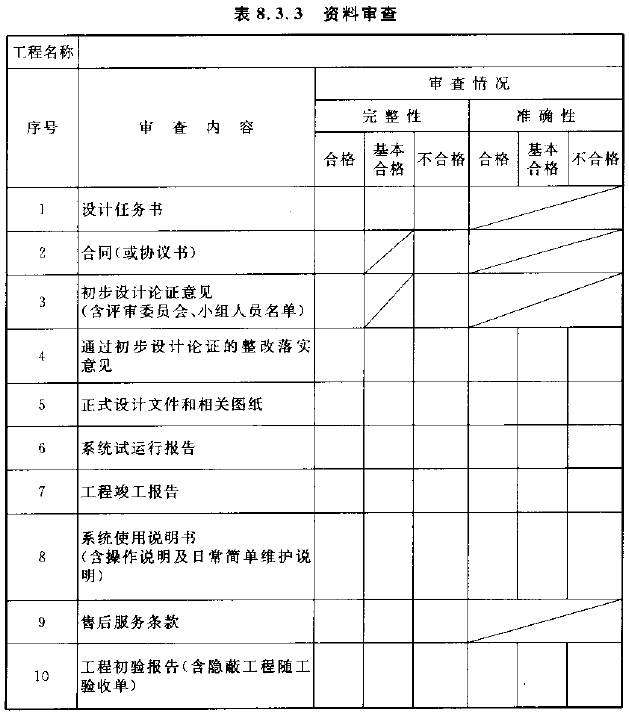 表 8.3.3 资料审查
工程名称
序号
审 查 内 容
审 查 情 况
完 整 性
准 确 性
合格
基本
合格
不合格
合格
基本
合格
不合格
1 设计任务书
2 合同(或协议书)
3 初步设计论证意见
(含评审委员会、小组人员名单)
4 通过初步设计论证的整改落实
意见
5 正式设计文件和相关图纸
6 系统试运行报告
7 工程竣工报告
8 系统使用说明书
(含操作说明及日常简单维护说
明)
9 售后服务条款
10 工程初验报告(含隐蔽工程随工
验收单)